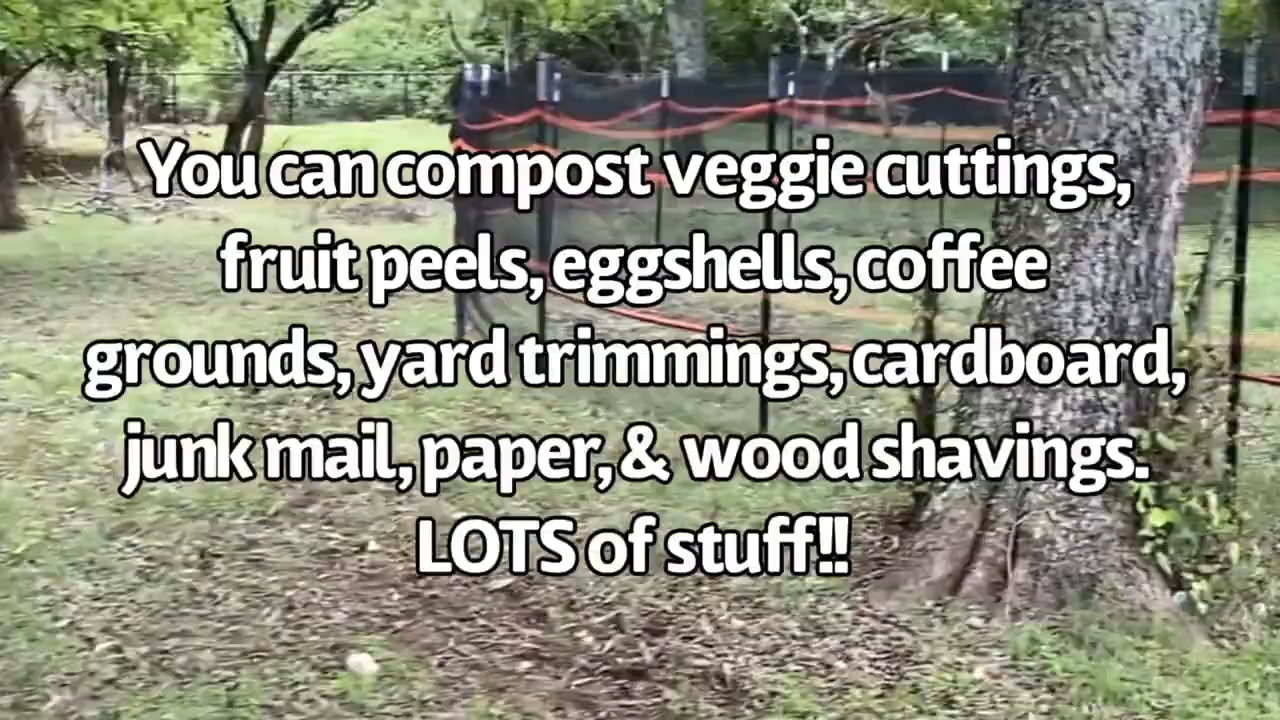 You can compost veggie cuttings,
fruit peels, eggshells, coffee
grounds, yard trimmings, cardboard,
junk mail, paper, & wood shavings.
LOTS of stuff!!